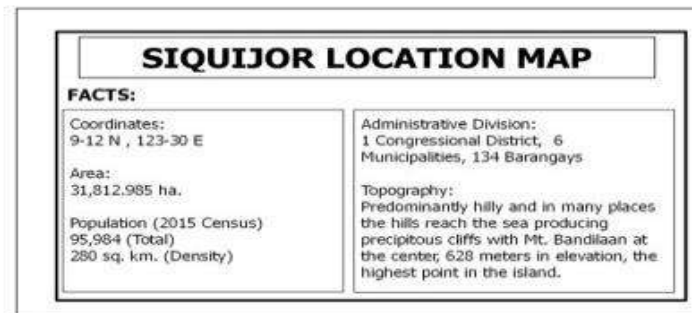 SIQUIJOR LOCATION MAP
FACTS:
Coordinates:
9-12 N , 123-30 E
Area:
31,812.985 ha.
Population (2015 Census)
95,984 (Total)
280 sq. km. (Density)
Administrative Division:
1 Congressional District, 6
Municipalities, 134 Barangays
Topography:
Predominantly hilly and in many places
the hills reach the sea producing
precipitous cliffs with Mt. Bandilaan at
the center, 628 meters in elevation, the
highest point in the island.